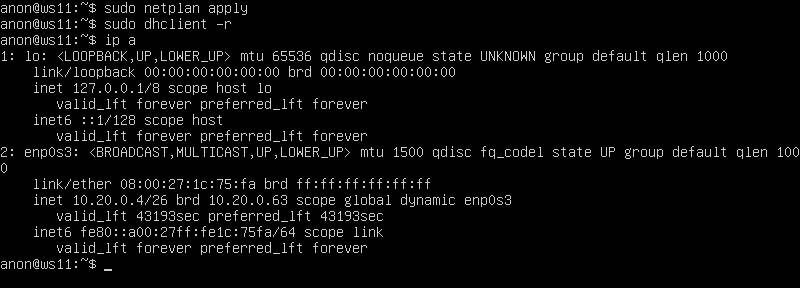 anon@ws11:~$ sudo netplan apply
anon@ws11:~$ sudo dhclient -r
anon@ws11:~$ ip a
1: lo: <LOOPBACK,UP,LOWER_UP> mtu 65536 qdisc noqueue state UNKNOWN group default qlen 1000
    link/loopback 00:00:00:00:00:00 brd 00:00:00:00:00:00
    inet 127.0.0.1/8 scope host lo
       valid_lft forever preferred_lft forever
    inet6 ::1/128 scope host
       valid_lft forever preferred_lft forever
2: enp0s3: <BROADCAST,MULTICAST,UP,LOWER_UP> mtu 1500 qdisc fq_codel state UP group default qlen 100
0
    link/ether 08:00:27:1c:75:fa brd ff:ff:ff:ff:ff:ff
    inet 10.20.0.4/26 brd 10.20.0.63 scope global dynamic enp0s3
       valid_lft 43193sec preferred_lft 43193sec
    inet6 fe80::a00:27ff:fe1c:75fa/64 scope link
       valid_lft forever preferred_lft forever
anon@ws11:~$ _